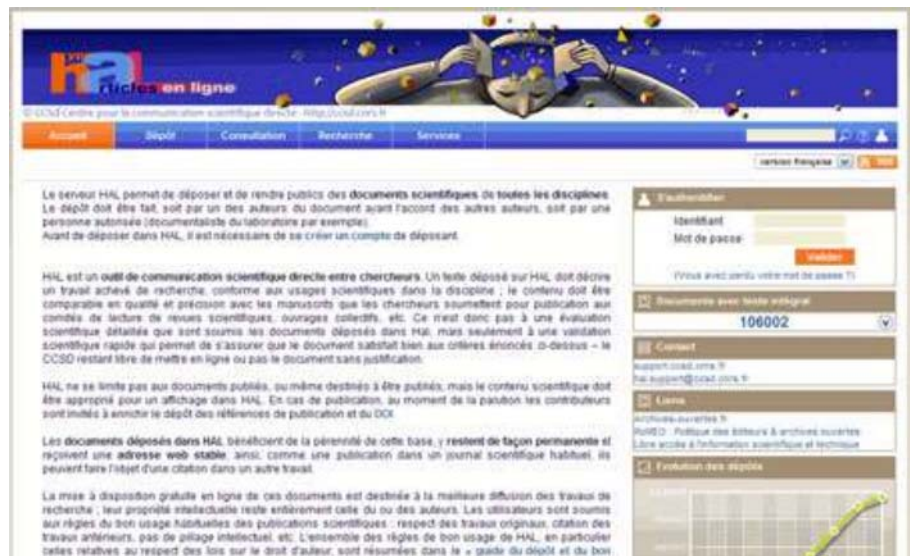 hal
articles en ligne
© CCSd Centre pour la communication scientifique directe - http://ccsd.cnrs.fr
Accueil Dépôt Consultation Recherche Services
version française RSS
Le serveur HAL permet de déposer et de rendre publics des documents scientifiques de toutes les disciplines.
Le dépôt doit être fait, soit par un des auteurs du document ayant l'accord des autres auteurs, soit par une
personne autorisée (documentaliste du laboratoire par exemple).
Avant de déposer dans HAL, il est nécessaire de se créer un compte de déposant.
HAL est un outil de communication scientifique directe entre chercheurs. Un texte déposé sur HAL doit décrire
un travail achevé de recherche, conforme aux usages scientifiques dans la discipline ; le contenu doit être
comparable en qualité et précision avec les manuscrits que les chercheurs soumettent pour publication aux
comités de lecture de revues scientifiques, ouvrages collectifs, etc. Ce n'est donc pas à une évaluation
scientifique détaillée que sont soumis les documents déposés dans Hal, mais seulement à une validation
scientifique rapide qui permet de s'assurer que le document satisfait bien aux critères énoncés ci-dessus – le
CCSD restant libre de mettre en ligne ou pas le document sans justification.
HAL ne se limite pas aux documents publiés, ou même destinés à être publiés, mais le contenu scientifique doit
être approprié pour un affichage dans HAL. En cas de publication, au moment de la parution les contributeurs
sont invités à enrichir le dépôt des références de publication et du DOI
Les documents déposés dans HAL bénéficient de la pérennité de cette base, y restent de façon permanente et
reçoivent une adresse web stable, ainsi, comme une publication dans un journal scientifique habituel, ils
peuvent faire l'objet d'une citation dans un autre travail.
La mise à disposition gratuite en ligne de ces documents est destinée à la meilleure diffusion des travaux de
recherche ; leur propriété intellectuelle reste entièrement celle du ou des auteurs. Les utilisateurs sont soumis
aux règles du bon usage habituelles des publications scientifiques : respect des travaux originaux, citation des
travaux antérieurs, pas de pillage intellectuel, etc. L'ensemble des règles de bon usage de HAL, en particulier
celles relatives au respect des lois sur le droit d'auteur, sont résumées dans le « guide du dépôt et du bon
S'authentifier
Identifiant
Mot de passe
Valider
(Vous avez perdu votre mot de passe ?)
Documents avec texte intégral
106002
Contact
support.ccsd.cnrs.fr
hal.support@ccsd.cnrs.fr
Liens
archives-ouvertes.fr
RoMEO : Politique des éditeurs & archives ouvertes
Libre accès à l'information scientifique et technique
Evolution des dépôts